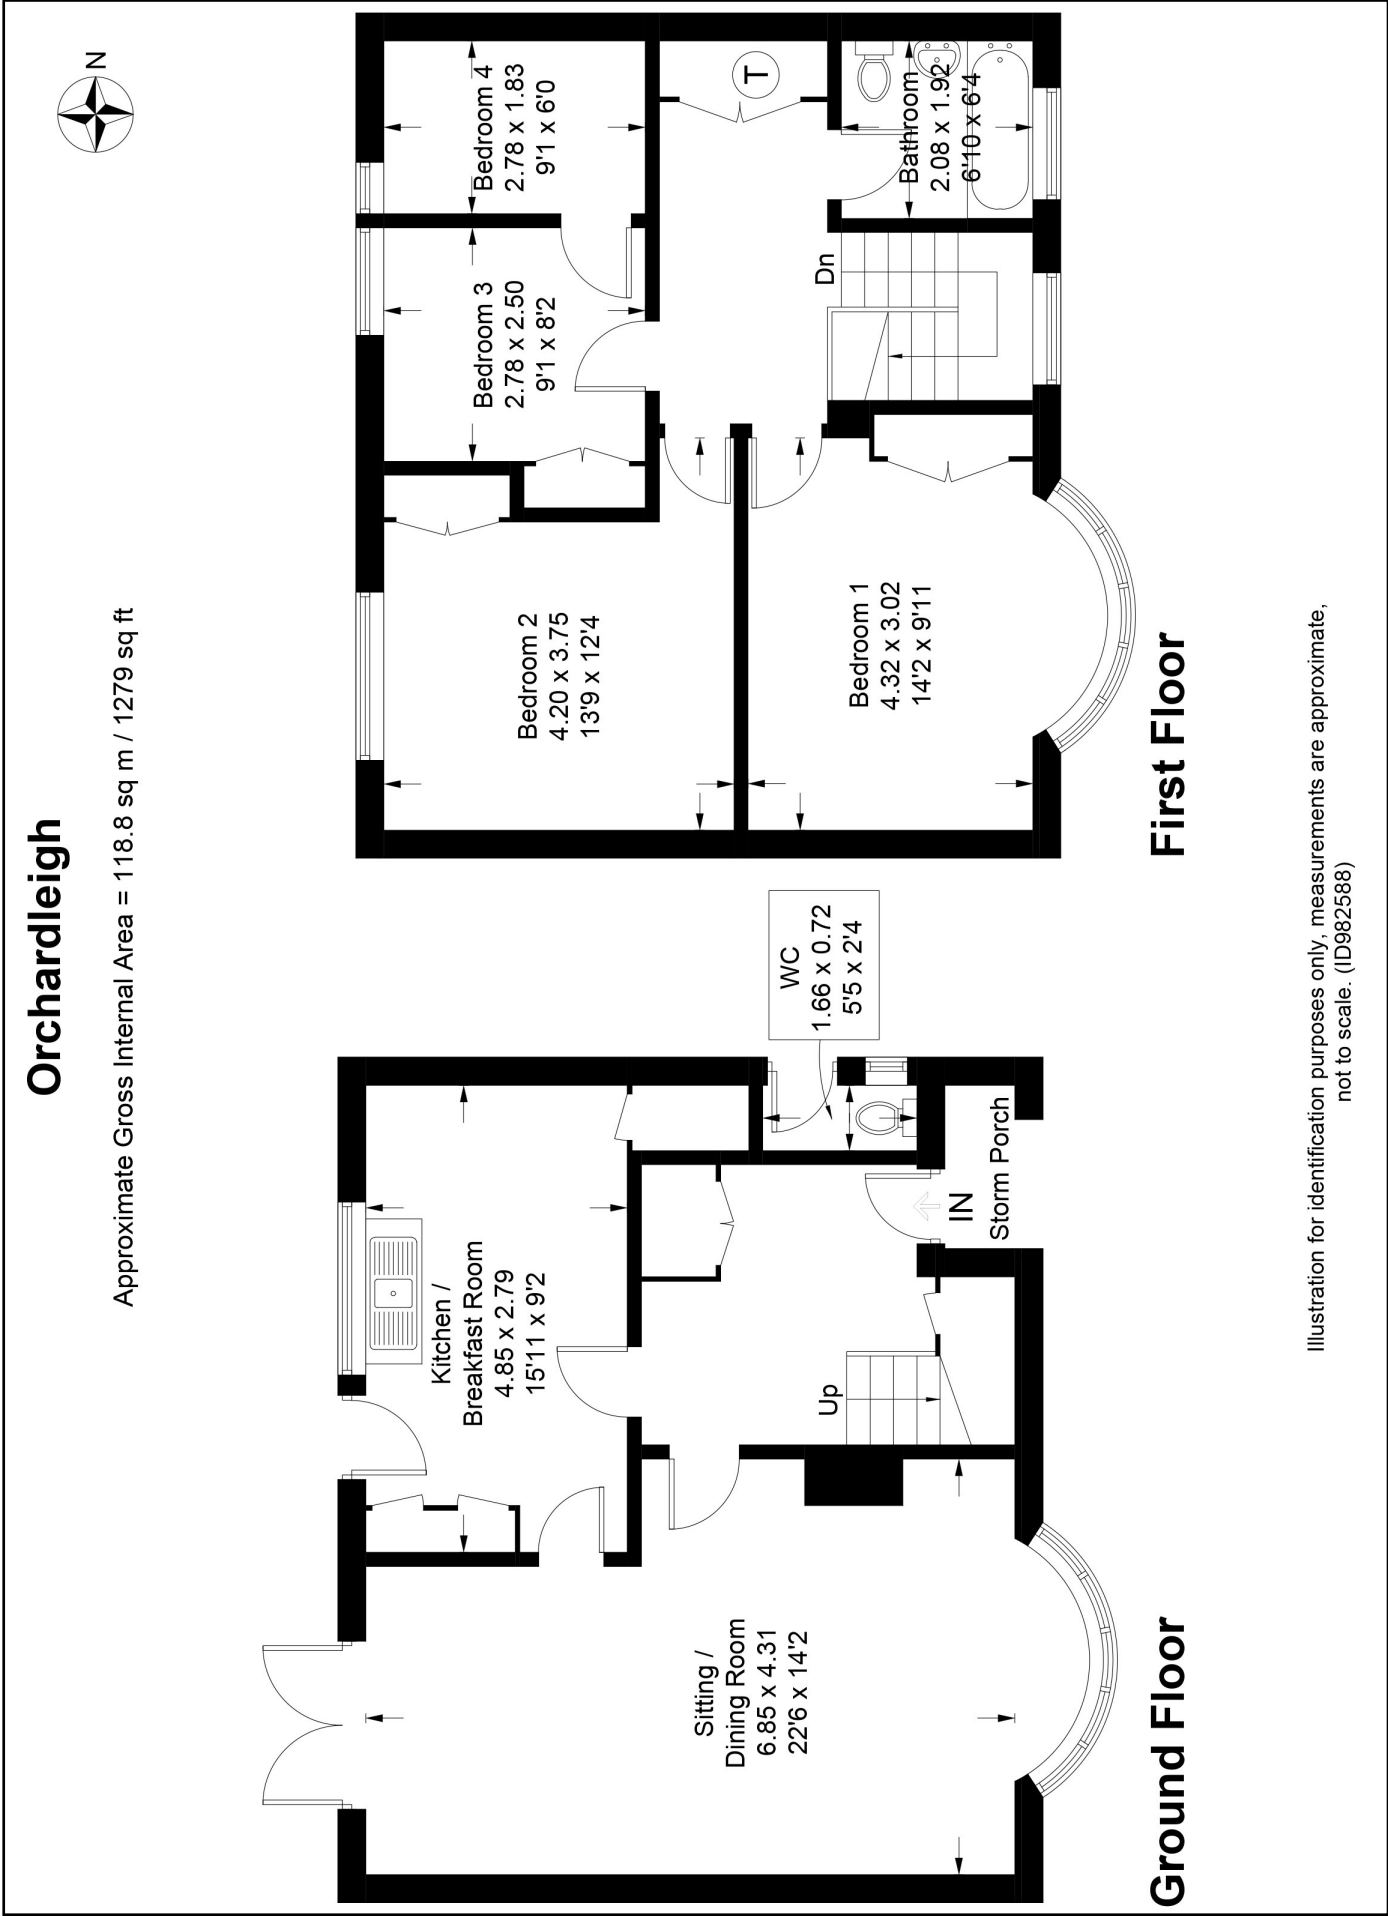 Orchardleigh
Approximate Gross Internal Area = 118.8 sq m / 1279 sq ft
N
Kitchen /
Breakfast Room
4.85 x 2.79
15'11 x 9'2
Sitting /
Dining Room
6.85 x 4.31
22'6 x 14'2
Up
IN
Storm Porch
WC
1.66 x 0.72
5'5 x 2'4
Ground Floor
Bedroom 4
2.78 x 1.83
9'1 x 6'0
Bedroom 3
2.78 x 2.50
9'1 x 8'2
Bedroom 2
4.20 x 3.75
13'9 x 12'4
T
Dn
Bathroom
2.08 x 1.92
6'10 x 6'4
Bedroom 1
4.32 x 3.02
14'2 x 9'11
First Floor
Illustration for identification purposes only, measurements are approximate,
not to scale. (ID982588)